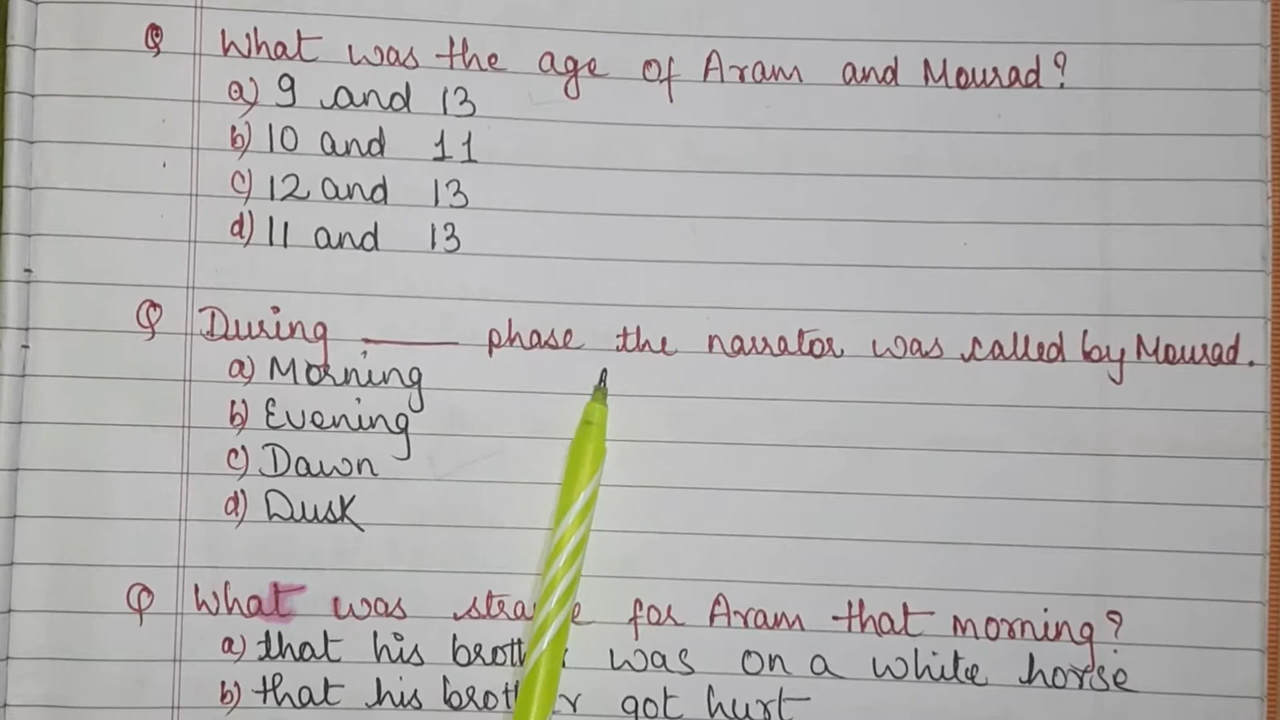 Q What was the age of Aram and Mourad?
a) 9 and 13
b) 10 and 11
c) 12 and 13
d) 11 and 13
Q During ____ phase the narrator was called by Mourad.
a) Morning
b) Evening
c) Dawn
d) Dusk
Q What was for Aram that morning?
a) that his was on a white horse
b) that his got hurt